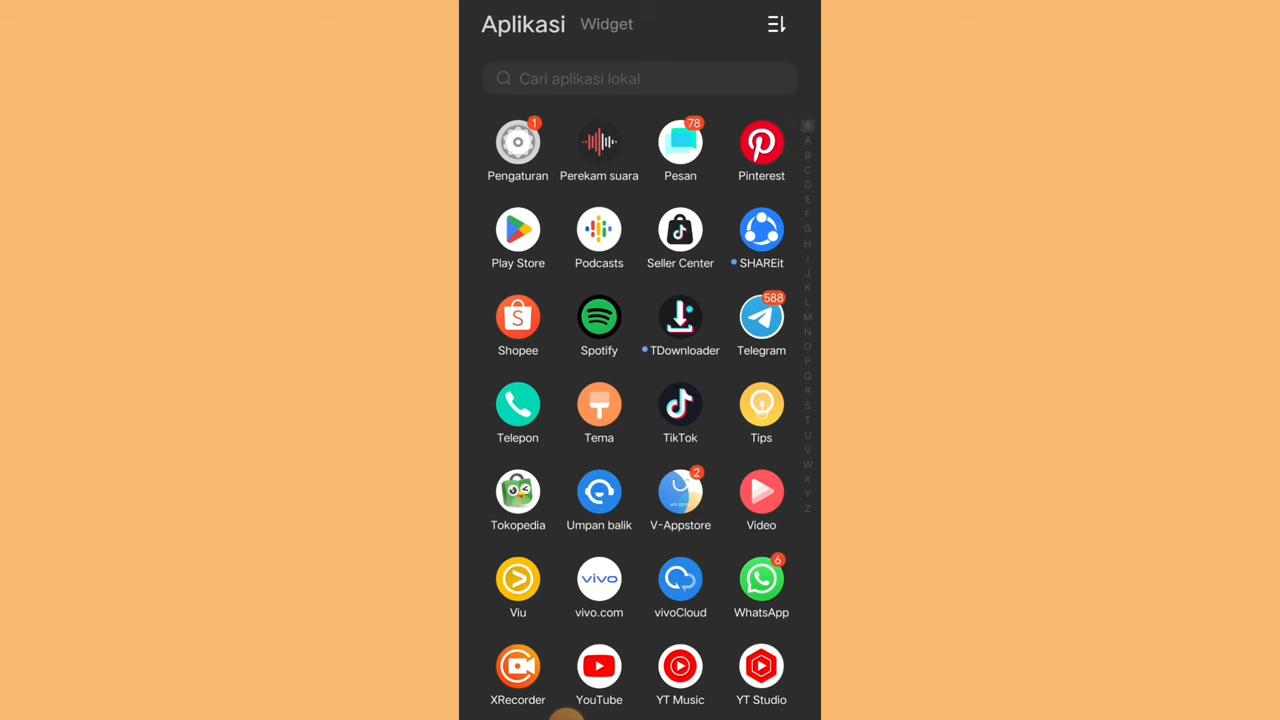 Aplikasi Widget
Cari aplikasi lokal
1 78
Pengaturan Perekam suara Pesan Pinterest
Play Store Podcasts Seller Center SHAREit
588
Shopee Spotify TDownloader Telegram
Telepon Tema TikTok Tips
2
Tokopedia Umpan balik V-Appstore Video
vivo 6
Viu vivo.com vivoCloud WhatsApp
XRecorder YouTube YT Music YT Studio
#
A
B
C
D
E
F
G
H
I
J
K
L
M
N
O
P
Q
R
S
T
U
V
W
X
Y
Z